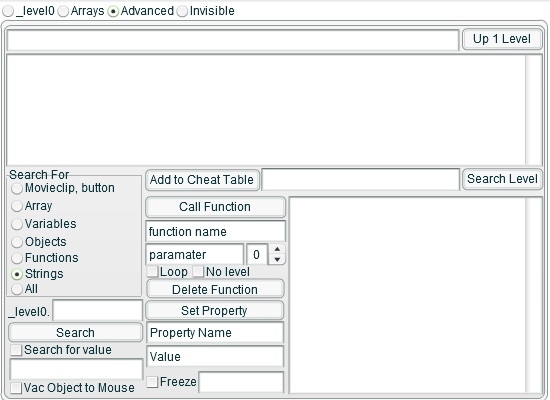 _level0 Arrays Advanced Invisible
Up 1 Level
Search For
Movieclip, button
Array
Variables
Objects
Functions
Strings
All
_level0.
Search
Search for value
Vac Object to Mouse
Add to Cheat Table
Search Level
Call Function
function name
paramater 0
Loop No level
Delete Function
Set Property
Property Name
Value
Freeze